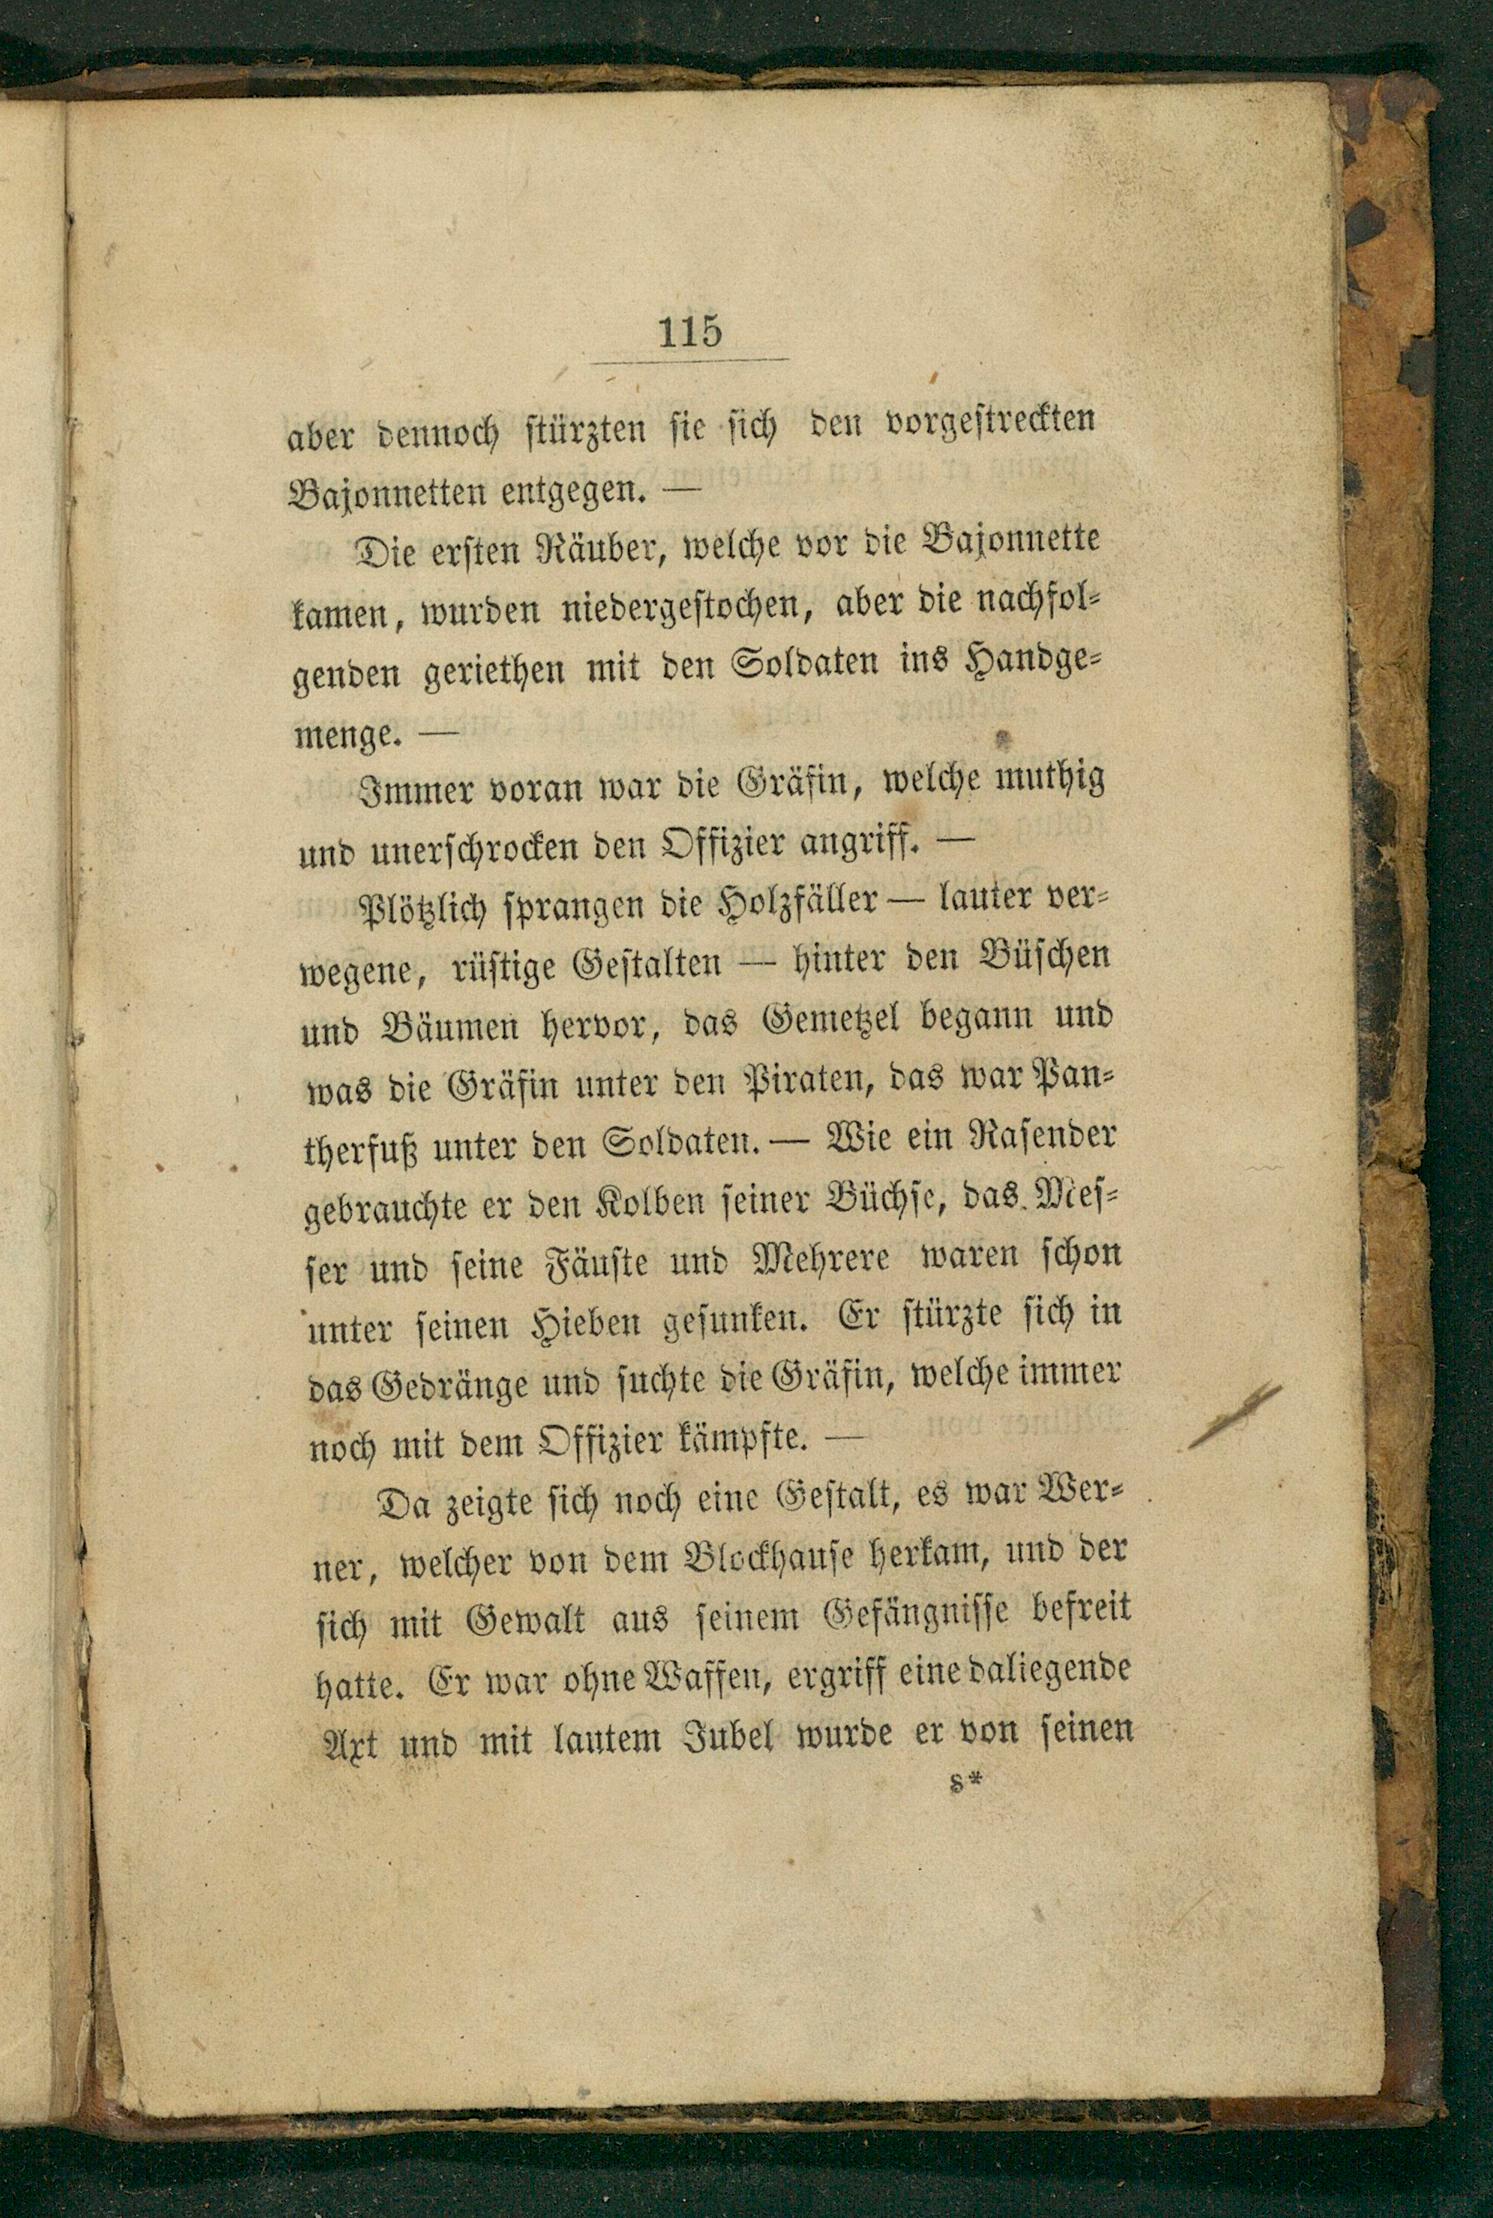 115
aber dennoch stürzten sie sich den vorgestreckten
Bajonnetten entgegen. —
Die ersten Räuber, welche vor die Bajonnette
kamen, wurden niedergestochen, aber die nachfol-
genden geriethen mit den Soldaten ins Handge-
menge. —
Immer voran war die Gräfin, welche muthig
und unerschrocken den Offizier angriff. —
Plötzlich sprangen die Holzfäller — lauter ver-
wegene, rüstige Gestalten — hinter den Büschen
und Bäumen hervor, das Gemetzel begann und
was die Gräfin unter den Piraten, das war Pan-
therfuß unter den Soldaten. — Wie ein Rasender
gebrauchte er den Kolben seiner Büchse, das Mes-
ser und seine Fäuste und Mehrere waren schon
unter seinen Hieben gesunken. Er stürzte sich in
das Gedränge und suchte die Gräfin, welche immer
noch mit dem Offizier kämpfte. —
Da zeigte sich noch eine Gestalt, es war Wer-
ner, welcher von dem Blockhause herkam, und der
sich mit Gewalt aus seinem Gefängnisse befreit
hatte. Er war ohne Waffen, ergriff eine daliegende
Axt und mit lautem Jubel wurde er von seinen
8*